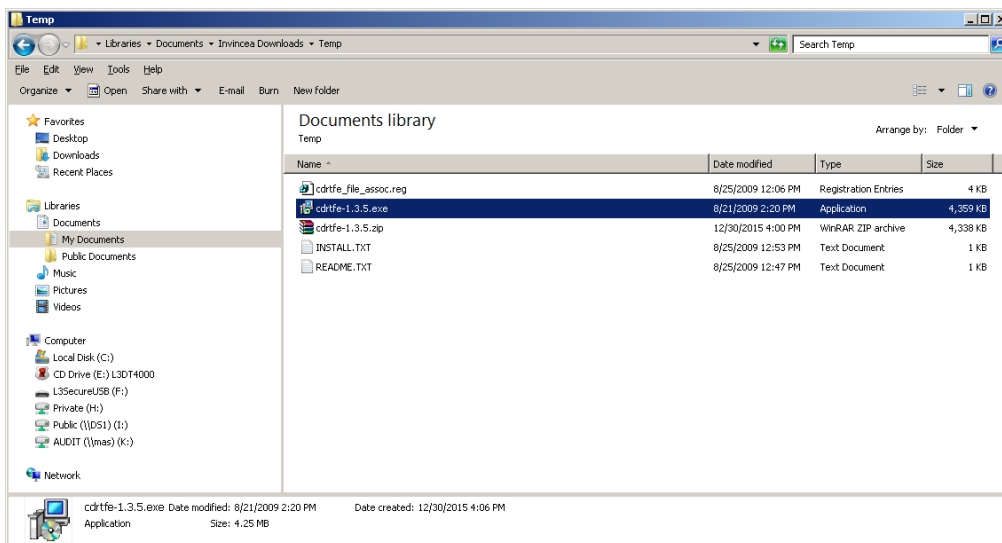 Temp
Libraries Documents Invincea Downloads Temp Search Temp
File Edit View Tools Help
Organize Open Share with E-mail Burn New folder
Favorites
Desktop
Downloads
Recent Places
Libraries
Documents
My Documents
Public Documents
Music
Pictures
Videos
Computer
Local Disk (C:)
CD Drive (E:) L3DT4000
L3SecureUSB (F:)
Private (H:)
Public (\\DS1) (I:)
AUDIT (\\mas) (K:)
Network
Documents library
Temp
Arrange by: Folder
Name Date modified Type Size
cdrtfe_file_assoc.reg 8/25/2009 12:06 PM Registration Entries 4 KB
cdrtfe-1.3.5.exe 8/21/2009 2:20 PM Application 4,359 KB
cdrtfe-1.3.5.zip 12/30/2015 4:00 PM WinRAR ZIP archive 4,338 KB
INSTALL.TXT 8/25/2009 12:53 PM Text Document 1 KB
README.TXT 8/25/2009 12:47 PM Text Document 1 KB
cdrtfe-1.3.5.exe Date modified: 8/21/2009 2:20 PM Date created: 12/30/2015 4:06 PM
Application Size: 4.25 MB